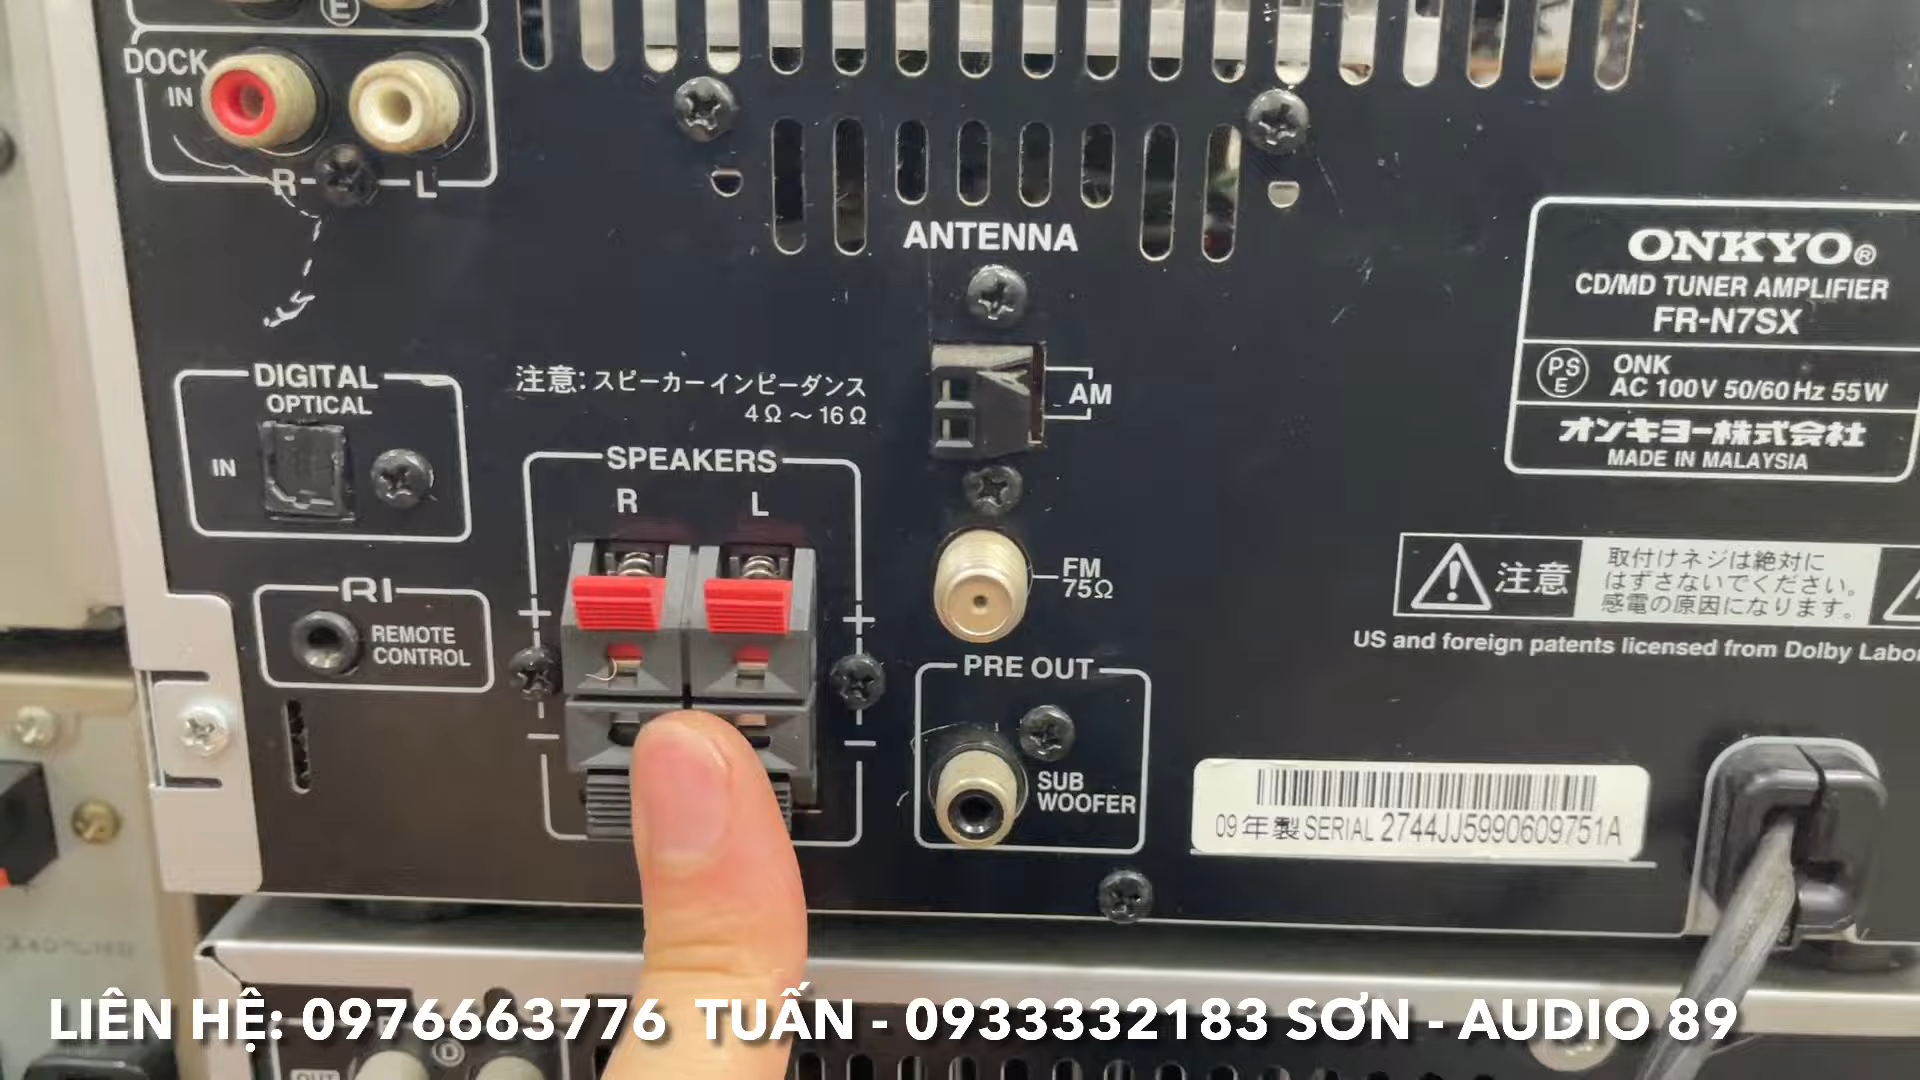 E
DOCK
IN
R
L
ANTENNA
ONKYO®
CD/MD TUNER AMPLIFIER
FR-N7SX
PS
E
ONK
AC 100V 50/60Hz 55W
オンキヨー株式会社
MADE IN MALAYSIA
DIGITAL
OPTICAL
IN
注意:スピーカーインピーダンス
4Ω～16Ω
AM
SPEAKERS
R
L
+
+
−
−
FM
75Ω
RI
REMOTE
CONTROL
注意
取付けネジは絶対に
はずさないでください。
感電の原因になります。
US and foreign patents licensed from Dolby Labor
PRE OUT
SUB
WOOFER
09年製 SERIAL 2744JJ5990609751A
LIÊN HỆ: 0976663776 TUẤN - 0933332183 SƠN - AUDIO 89
D
OUT